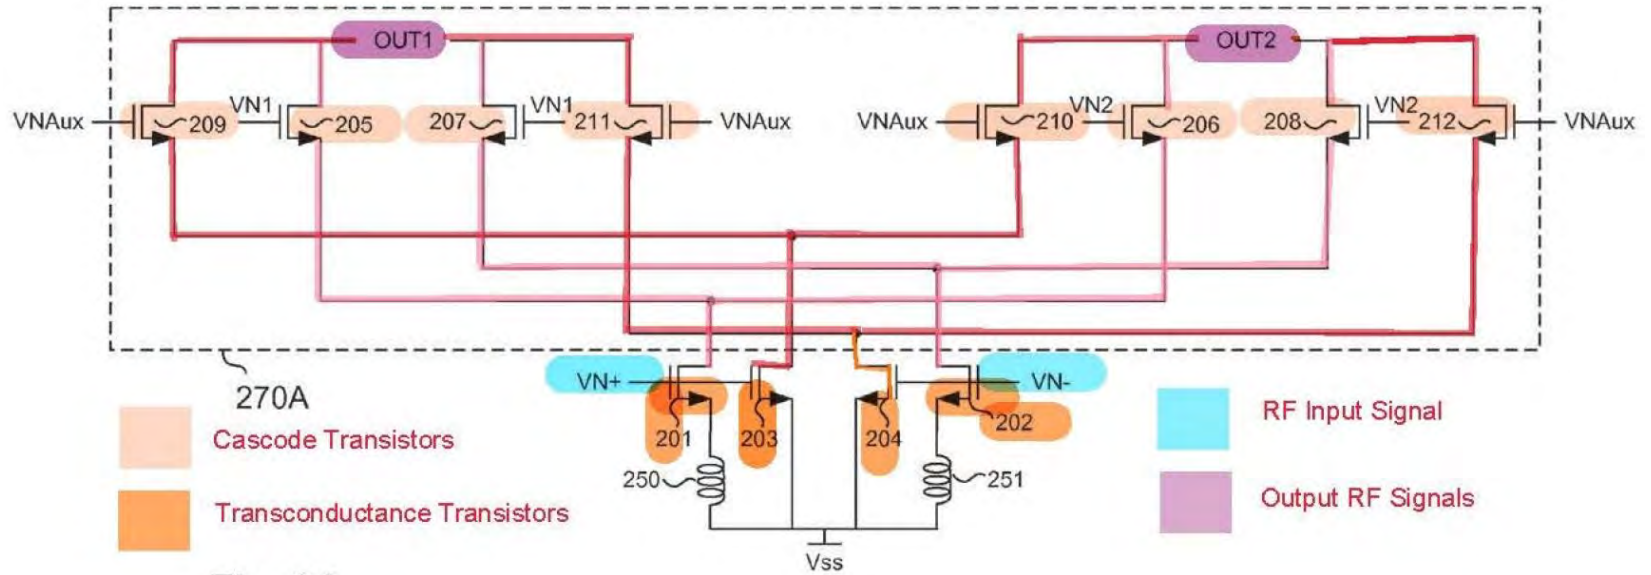 OUT1 OUT2
VNAux 209 VN1 205 207 VN1 211 VNAux VNAux 210 VN2 206 208 VN2 212 VNAux
270A VN+ VN-
201 203 204 202
250 251
Vss
Cascode Transistors
Transconductance Transistors
RF Input Signal
Output RF Signals